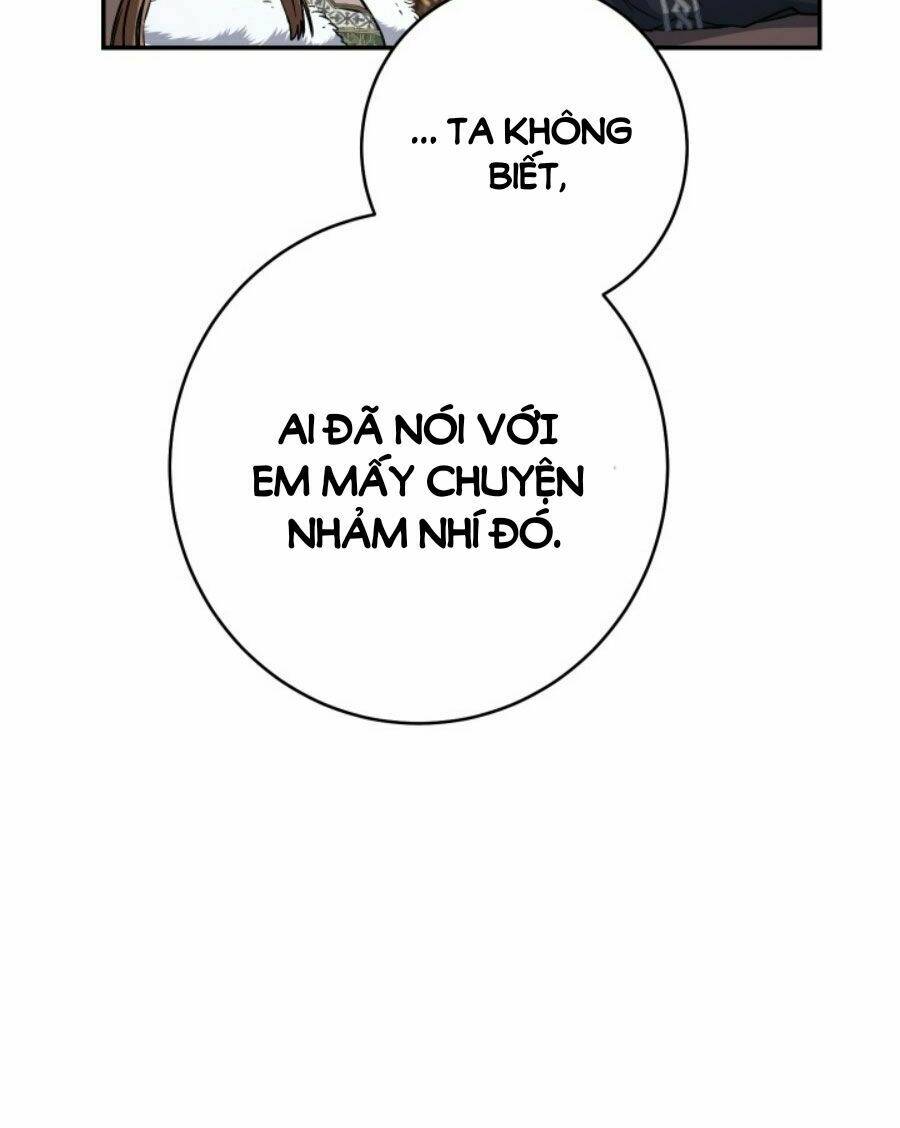 ... TA KHÔNG
BIẾT,
AI ĐÃ NÓI VỚI
EM MẤY CHUYỆN
NHẢM NHÍ ĐÓ.